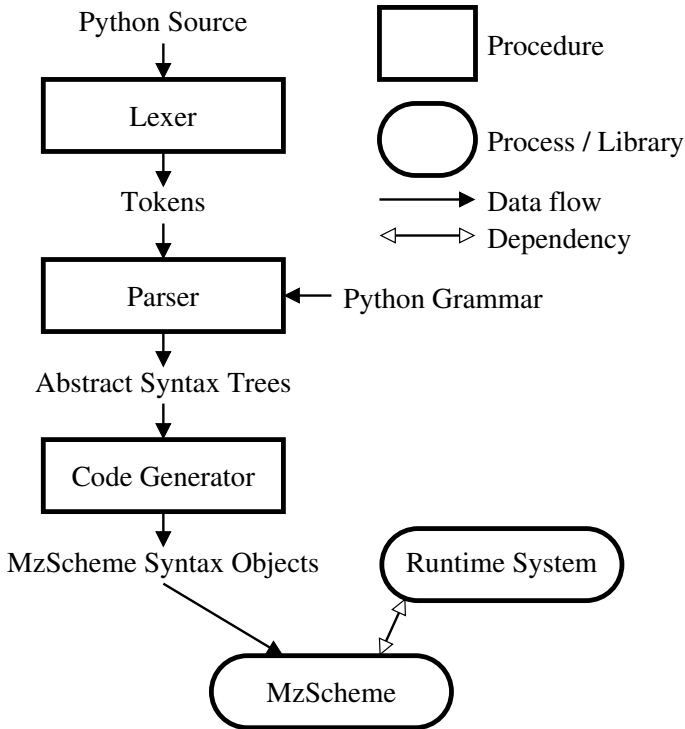 Python Source
Lexer
Tokens
Parser
Python Grammar
Abstract Syntax Trees
Code Generator
MzScheme Syntax Objects
Runtime System
MzScheme
Procedure
Process / Library
Data flow
Dependency